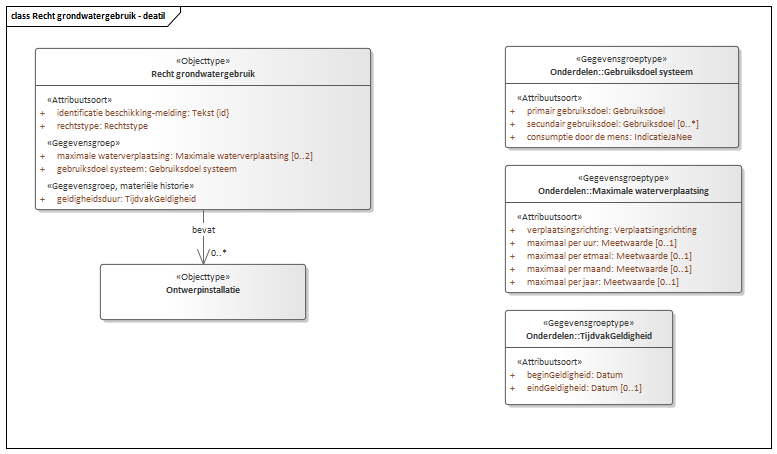 class Recht grondwatergebruik - deatil
«Objecttype»
Recht grondwatergebruik
«Attribuutsoort»
+ identificatie beschikking-melding: Tekst {id}
+ rechtstype: Rechtstype
«Gegevensgroep»
+ maximale waterverplaatsing: Maximale waterverplaatsing [0..2]
+ gebruiksdoel systeem: Gebruiksdoel systeem
«Gegevensgroep, materiële historie»
+ geldigheidsduur: TijdvakGeldigheid
bevat
0..*
«Objecttype»
Ontwerpinstallatie
«Gegevensgroeptype»
Onderdelen::Gebruiksdoel systeem
«Attribuutsoort»
+ primair gebruiksdoel: Gebruiksdoel
+ secundair gebruiksdoel: Gebruiksdoel [0..*]
+ consumptie door de mens: IndicatieJaNee
«Gegevensgroeptype»
Onderdelen::Maximale waterverplaatsing
«Attribuutsoort»
+ verplaatsingsrichting: Verplaatsingsrichting
+ maximaal per uur: Meetwaarde [0..1]
+ maximaal per etmaal: Meetwaarde [0..1]
+ maximaal per maand: Meetwaarde [0..1]
+ maximaal per jaar: Meetwaarde [0..1]
«Gegevensgroeptype»
Onderdelen::TijdvakGeldigheid
«Attribuutsoort»
+ beginGeldigheid: Datum
+ eindGeldigheid: Datum [0..1]